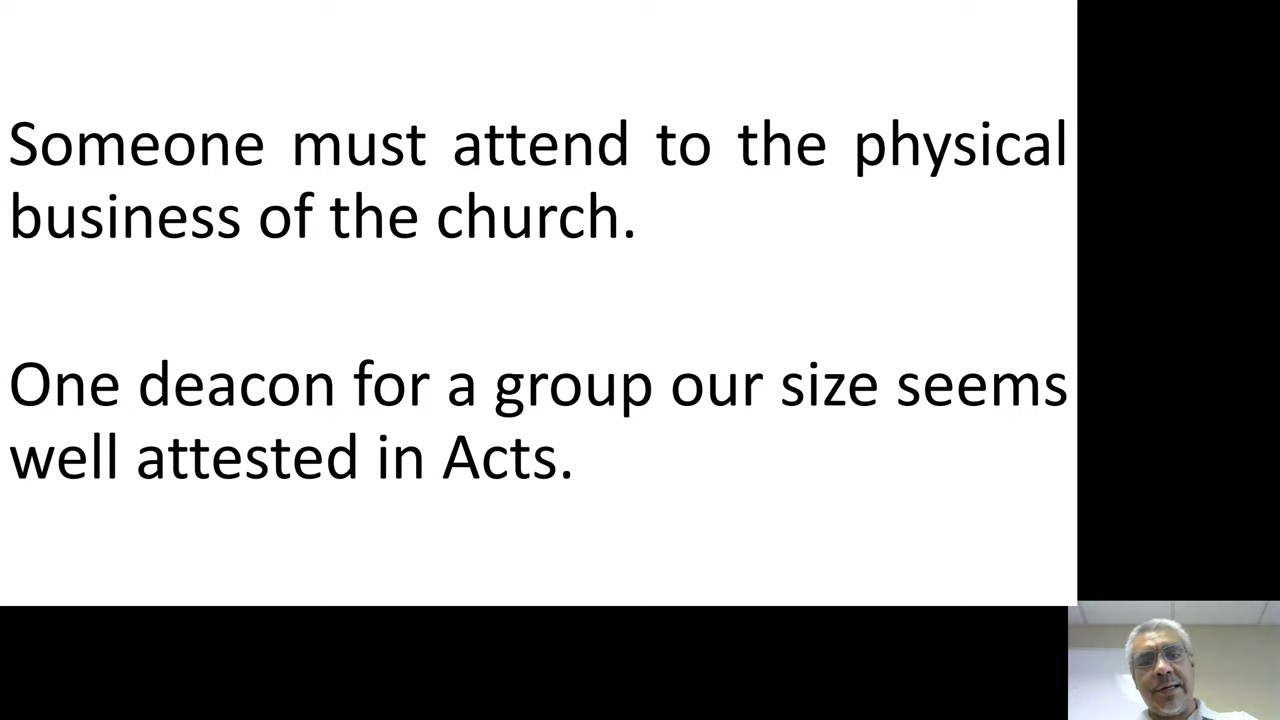 Someone must attend to the physical
business of the church.
One deacon for a group our size seems
well attested in Acts.